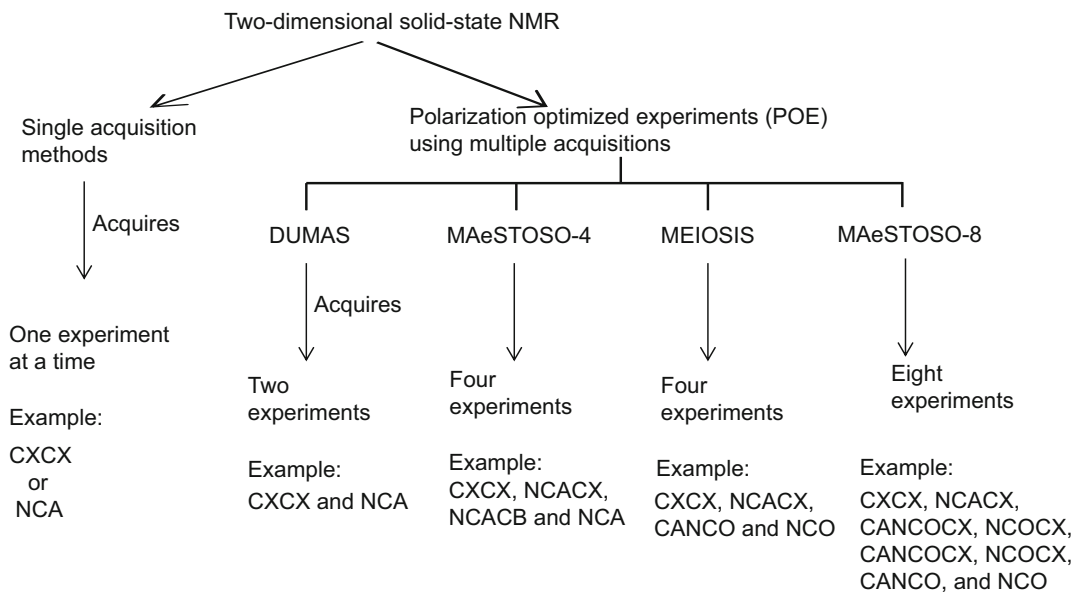 Two-dimensional solid-state NMR
Single acquisition
methods
Polarization optimized experiments (POE)
using multiple acquisitions
Acquires
DUMAS
MAeSTOSO-4
MEIOSIS
MAeSTOSO-8
Acquires
One experiment
at a time
Two
experiments
Four
experiments
Four
experiments
Eight
experiments
Example:
CXCX
or
NCA
Example:
CXCX and NCA
Example:
CXCX, NCACX,
NCACB and NCA
Example:
CXCX, NCACX,
CANCO and NCO
Example:
CXCX, NCACX,
CANCOCX, NCOCX,
CANCOCX, NCOCX,
CANCO, and NCO